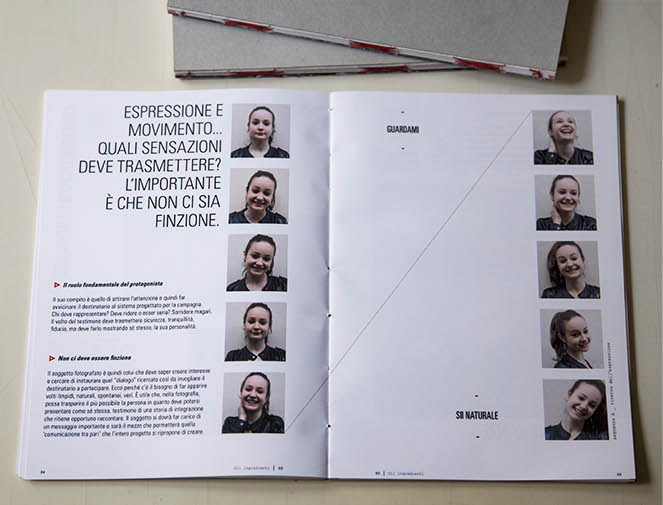 ESPRESSIONE E
MOVIMENTO...
QUALI SENSAZIONI
DEVE TRASMETTERE?
L'IMPORTANTE
È CHE NON CI SIA
FINZIONE.
Il ruolo fondamentale del protagonista
Il suo compito è quello di attirare l'attenzione e quindi far
avvicinare il destinatario al sistema progettato per la campagna.
Chi deve rappresentare? Deve ridere o esser seria? Sorridere magari.
Il volto del testimone deve trasmettere sicurezza, tranquillità,
fiducia, ma deve farlo mostrando sé stesso, la sua personalità.
Non ci deve essere finzione
Il soggetto fotografato è quindi colui che deve saper creare interesse
e cercare di instaurare quel "dialogo" ricercato così da invogliare il
destinatario a partecipare. Ecco perché c'è il bisogno di far apparire
volti limpidi, naturali, spontanei, veri. È utile che, nella fotografia,
possa trasparire il più possibile la persona in quanto deve potersi
presentare come sé stessa, testimone di una storia di integrazione
che ritiene opportuno raccontare. Il soggetto si dovrà far carico di
un messaggio importante e sarà il mezzo che permetterà quella
"comunicazione tra pari" che l'intero progetto si ripropone di creare.
34
Gli ingredienti
GUARDAMI
SII NATURALE
Gli ingredienti